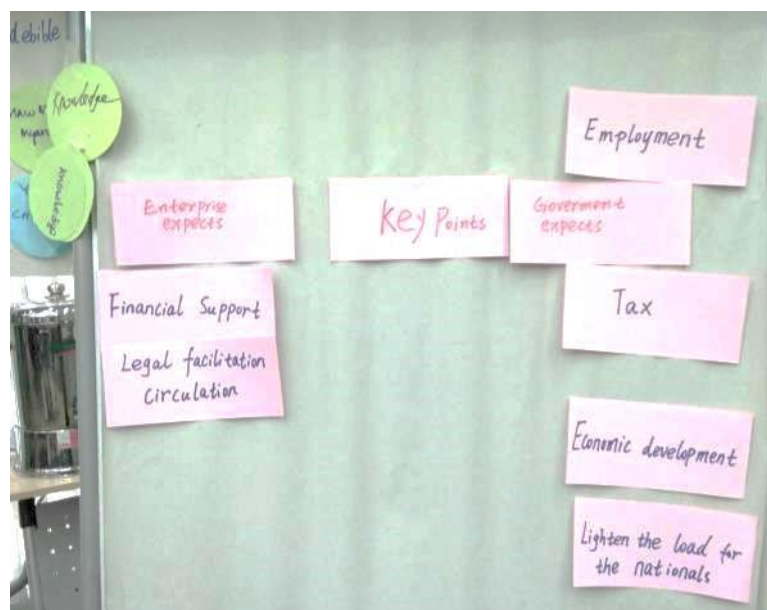 debible
Knowledge
knowledge
Enterprise
expects
Key Points
Goverment
expects
Employment
Financial Support
Legal facilitation
circulation
Tax
Economic development
Lighten the load for
the nationals